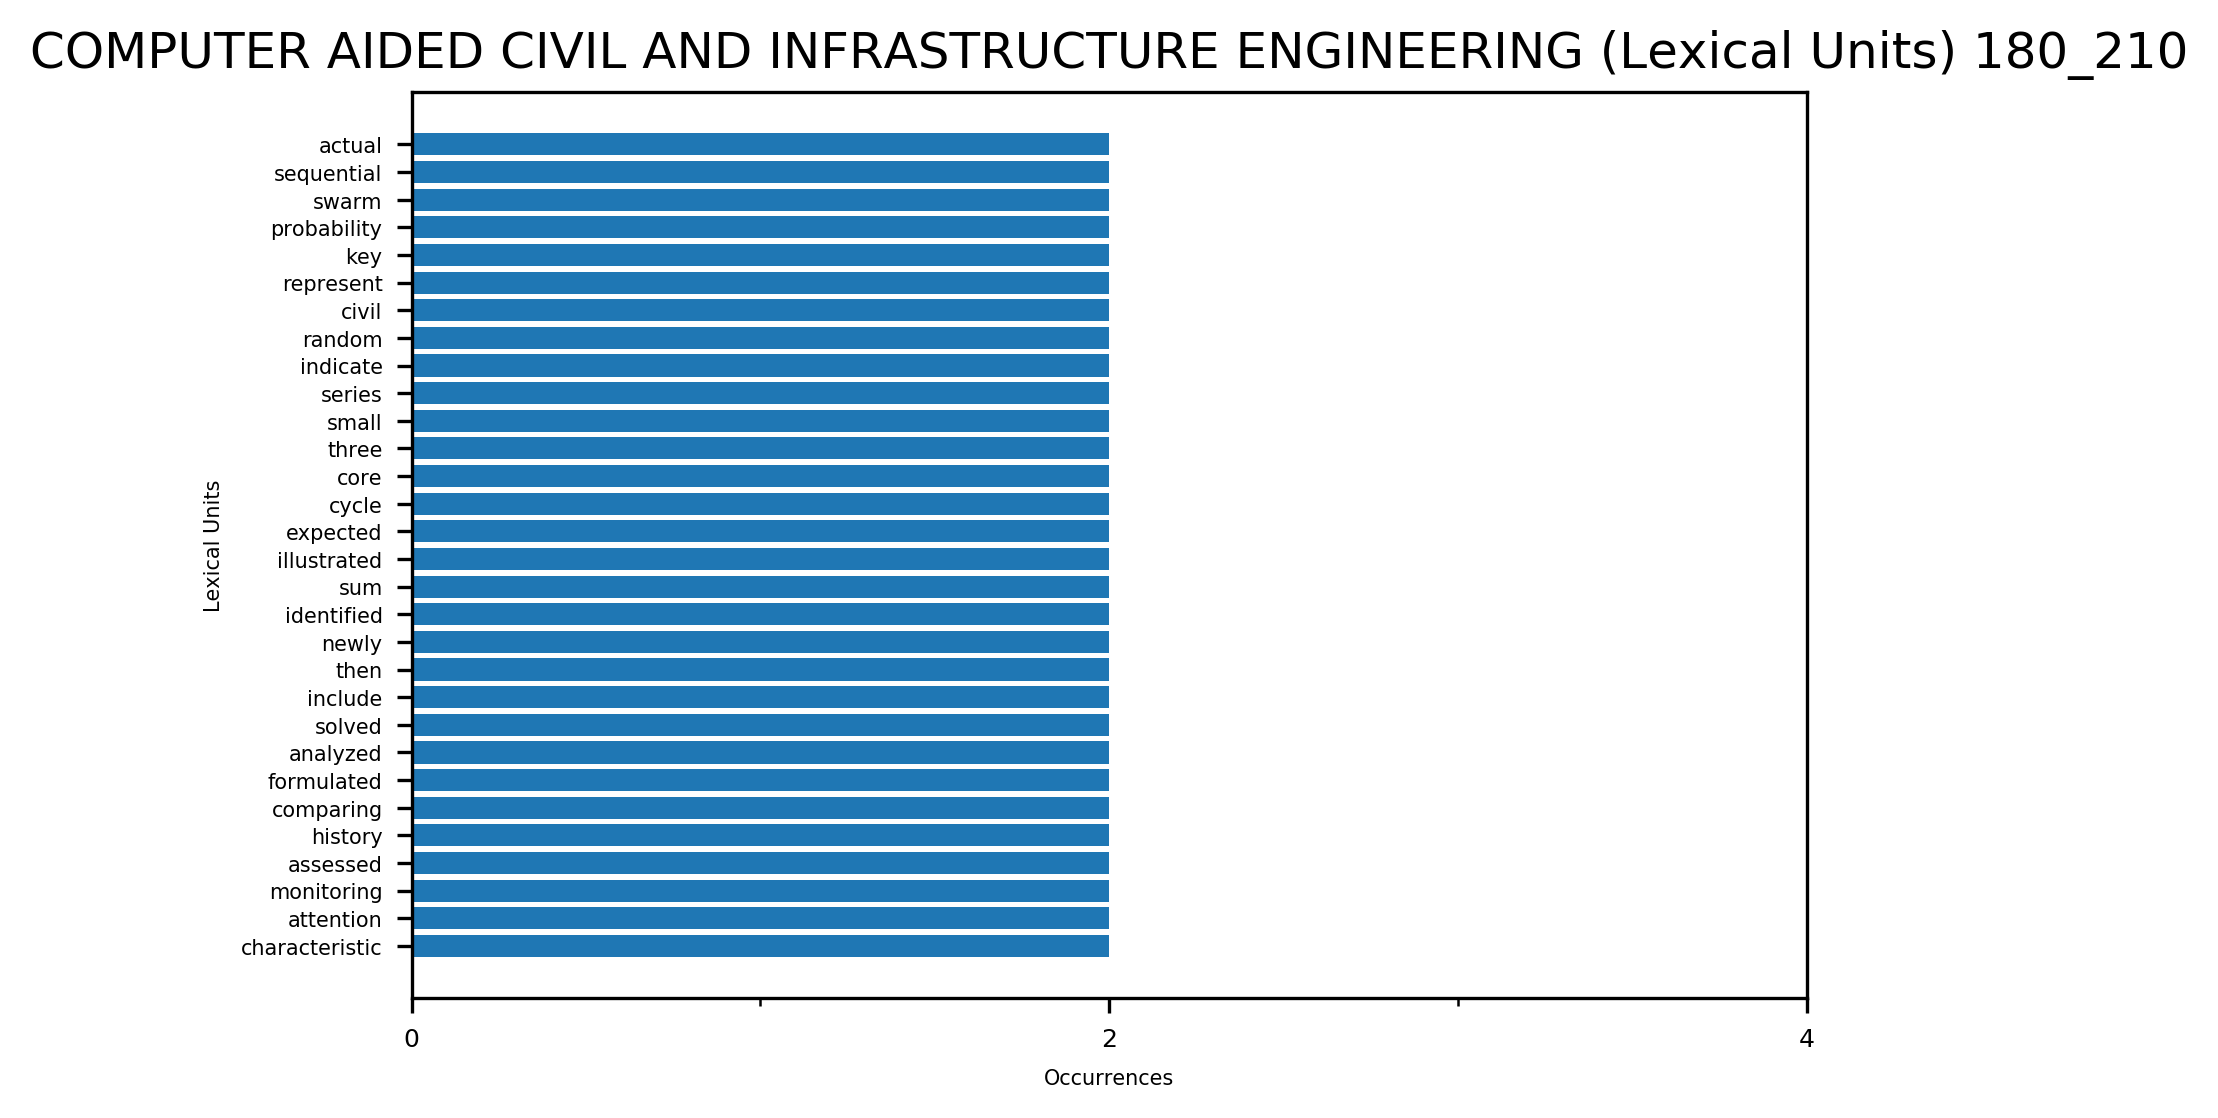 COMPUTER AIDED CIVIL AND INFRASTRUCTURE ENGINEERING (Lexical Units) 180_210
actual
sequential
swarm
probability
key
represent
civil
random
indicate
series
small
three
core
cycle
expected
illustrated
sum
identified
newly
then
include
solved
analyzed
formulated
comparing
history
assessed
monitoring
attention
characteristic
Lexical Units
0 2 4
Occurrences